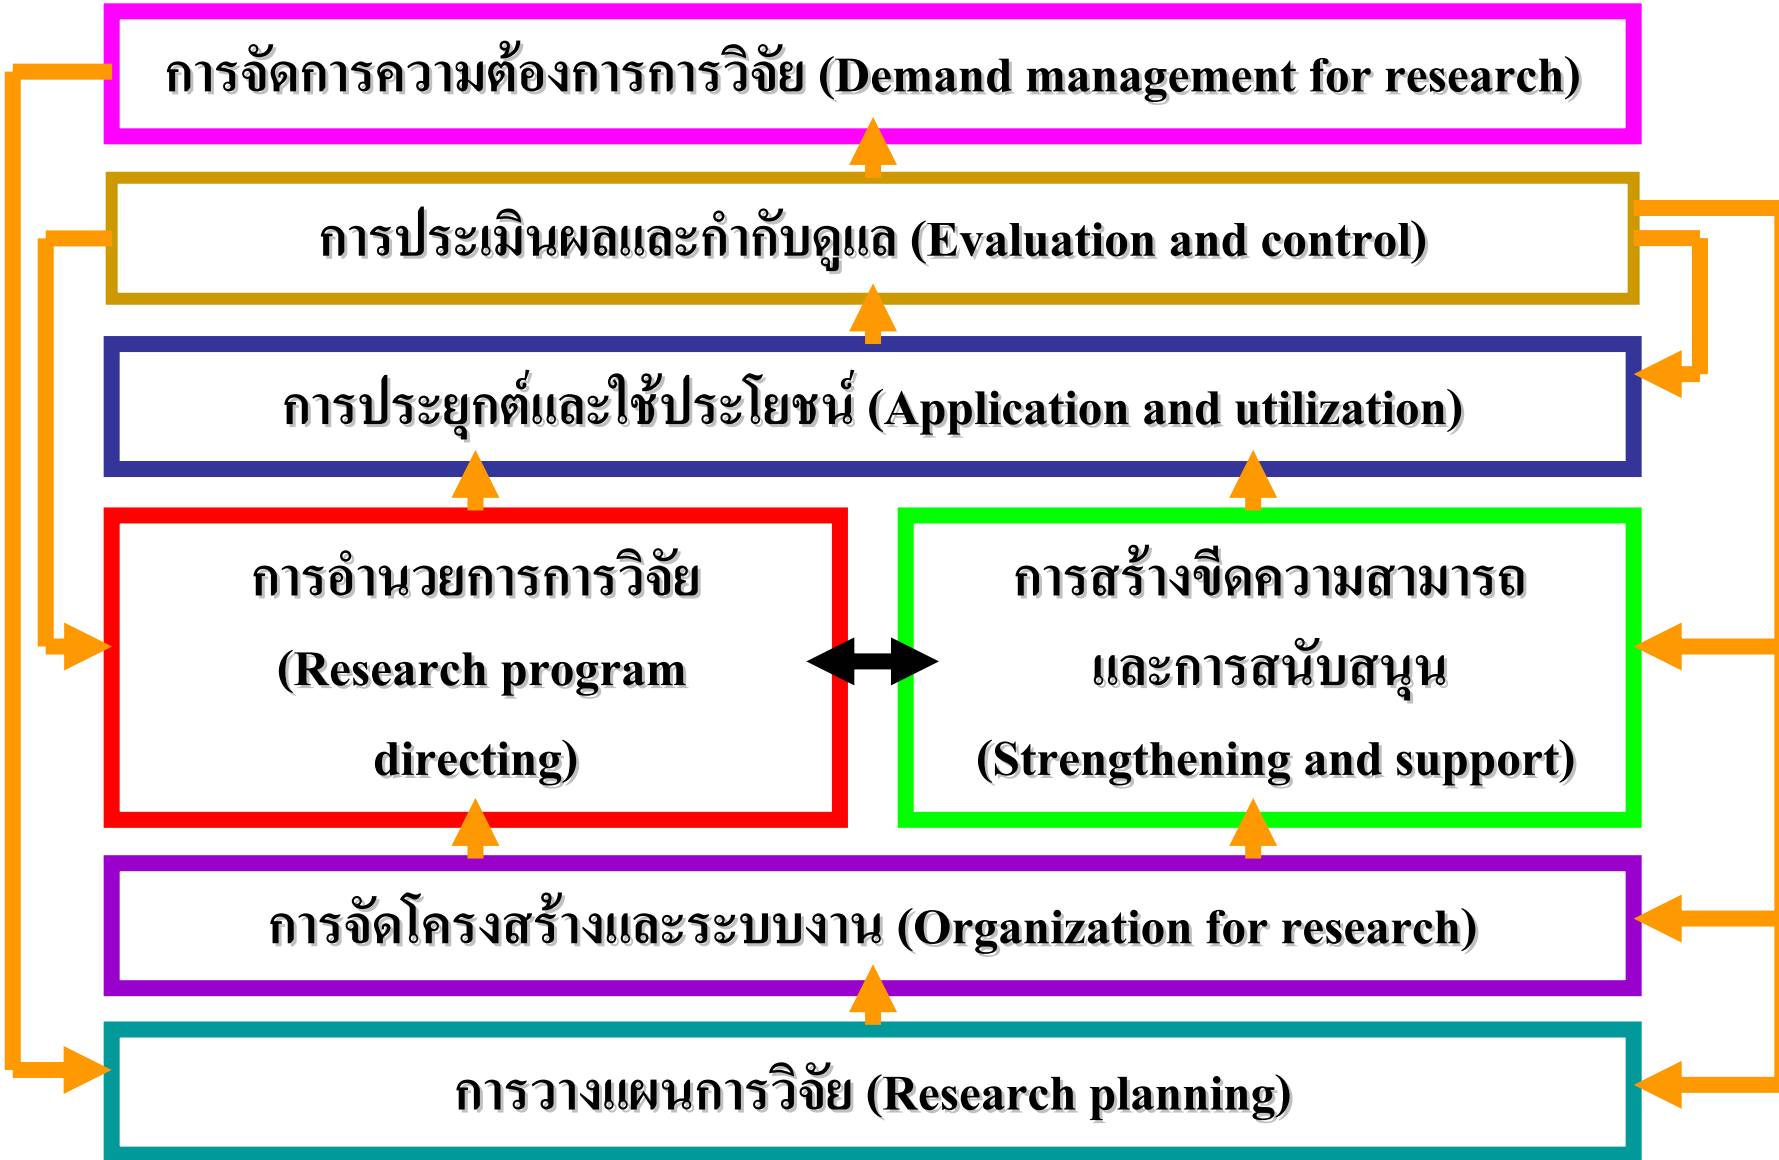 การจัดการความต้องการการวิจัย (Demand management for research)
การประเมินผลและกำกับดูแล (Evaluation and control)
การประยุกต์และใช้ประโยชน์ (Application and utilization)
การอำนวยการการวิจัย
(Research program
directing)
การสร้างขีดความสามารถ
และการสนับสนุน
(Strengthening and support)
การจัดโครงสร้างและระบบงาน (Organization for research)
การวางแผนการวิจัย (Research planning)